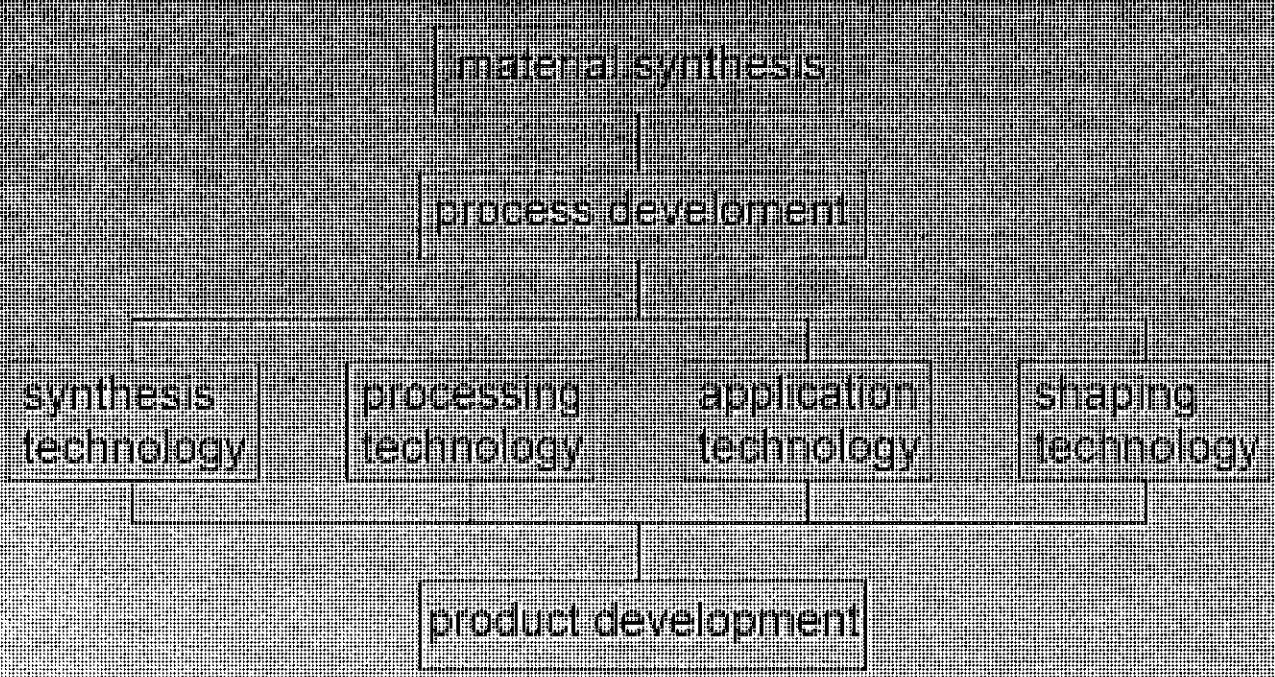 material synthesis
process develoment
synthesis
technology
processing
technology
application
technology
shaping
technology
product development